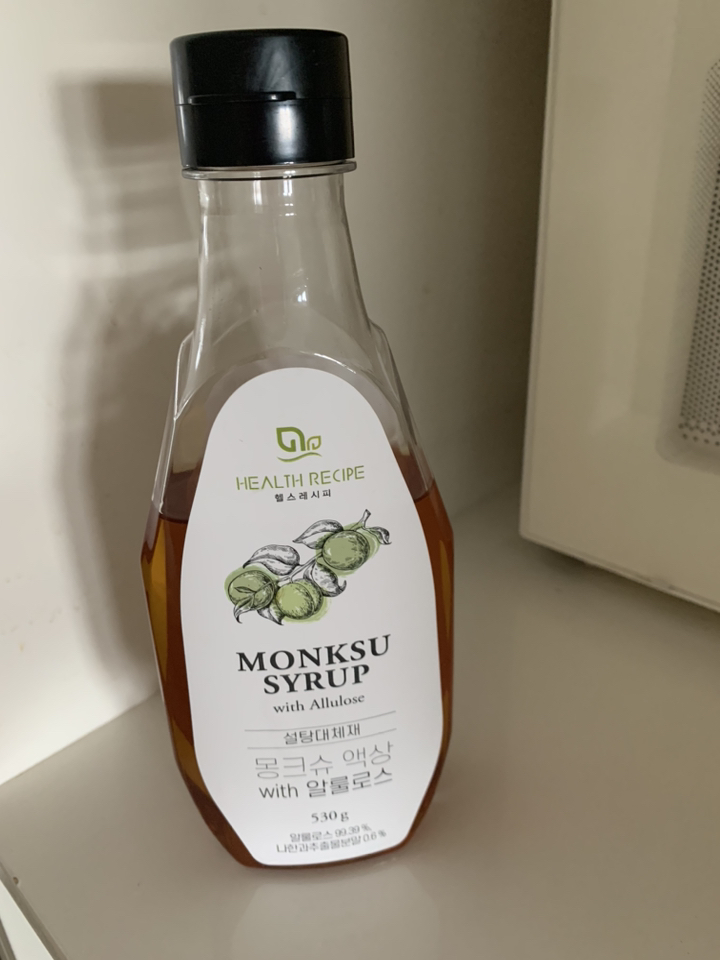 HEALTH RECIPE
헬스레시피
MONKSU
SYRUP
with Allulose
설탕대체재
몽크슈 액상
with 알룰로스
530g
알룰로스 99.39 %,
나한과추출물분말 0.6 %